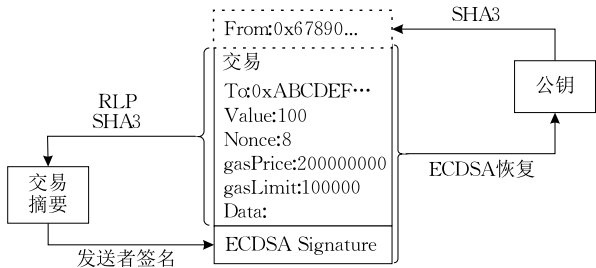 SHA3
From:0x67890...
交易
To:0xABCDEF…
Value:100
Nonce:8
gasPrice:200000000
gasLimit:100000
Data:
ECDSA Signature
RLP
SHA3
交易
摘要
发送者签名
公钥
ECDSA恢复